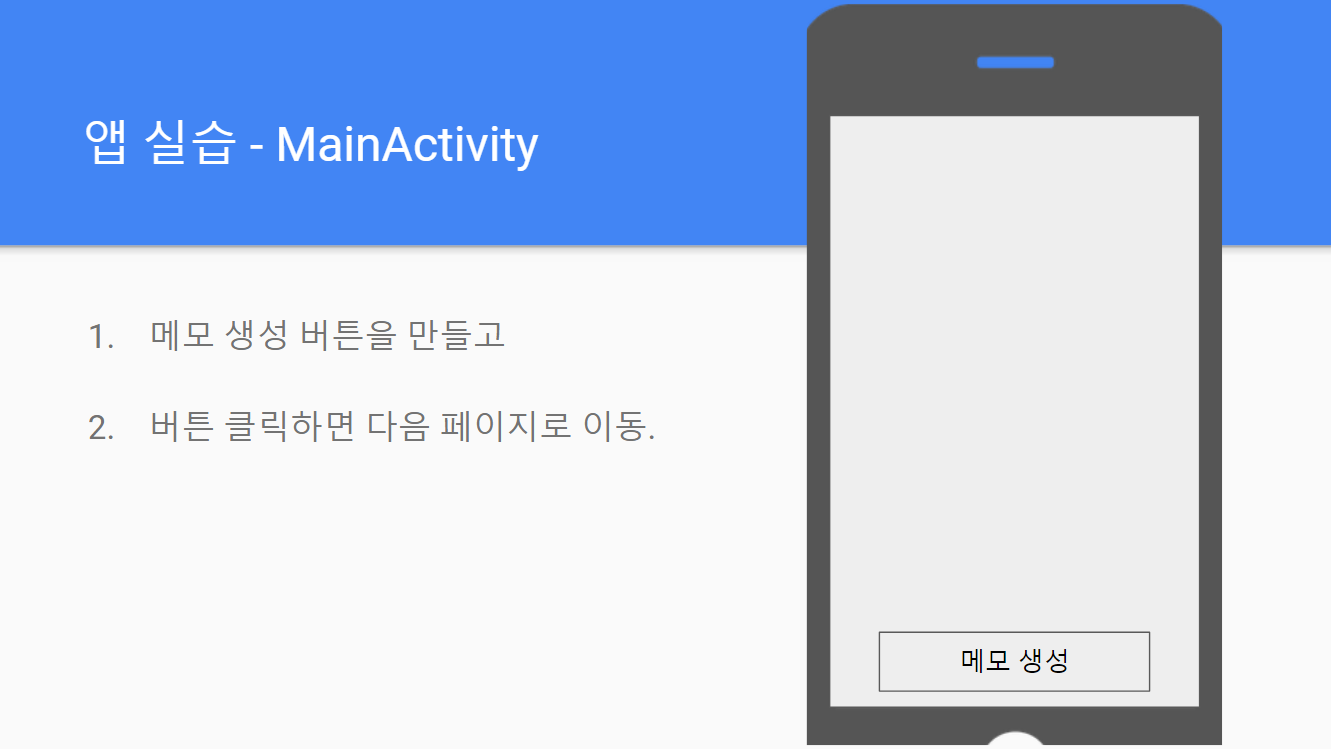 앱 실습 - MainActivity
1. 메모 생성 버튼을 만들고
2. 버튼 클릭하면 다음 페이지로 이동.
메모 생성